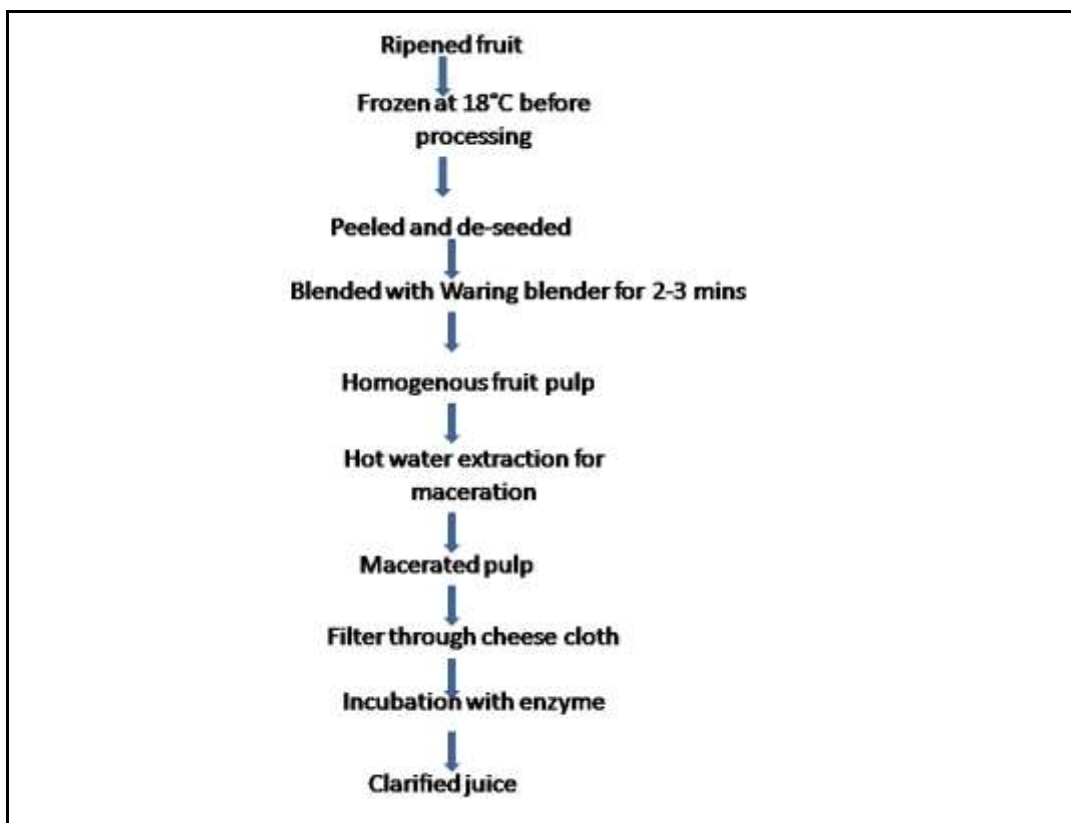 Ripened fruit
Frozen at 18°C before
processing
Peeled and de-seeded
Blended with Waring blender for 2-3 mins
Homogenous fruit pulp
Hot water extraction for
maceration
Macerated pulp
Filter through cheese cloth
Incubation with enzyme
Clarified juice